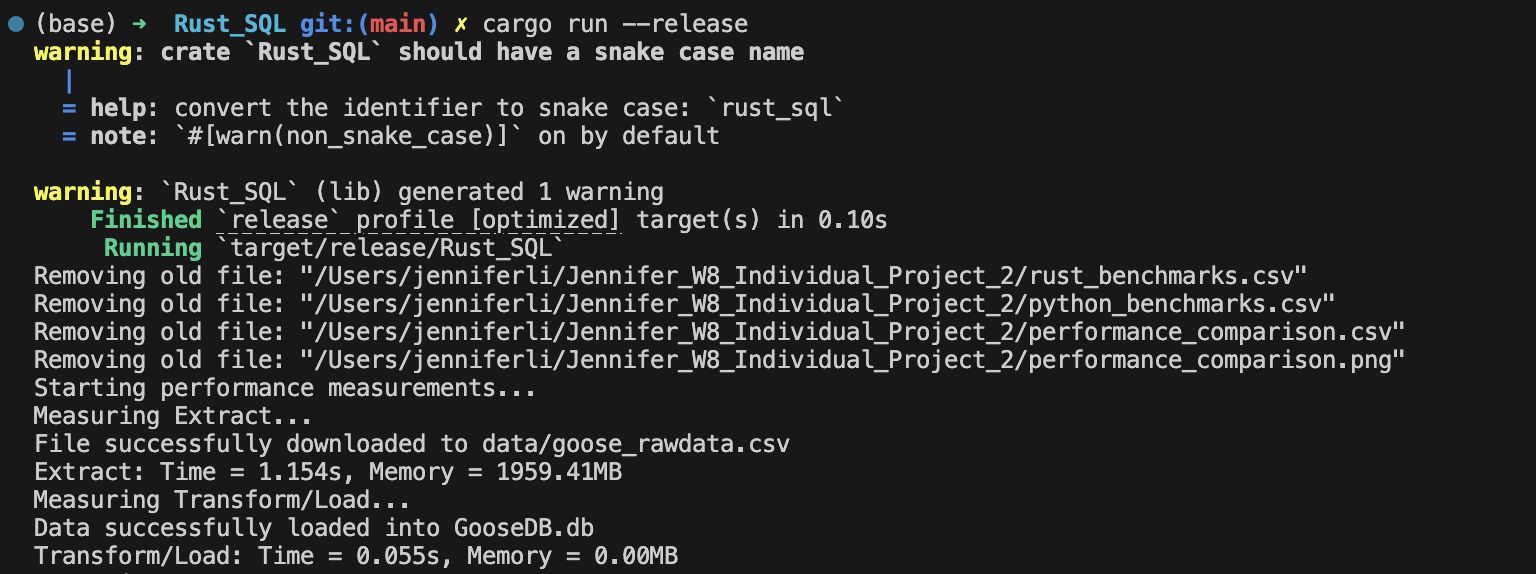 (base) → Rust_SQL git:(main) ✗ cargo run --release
warning: crate `Rust_SQL` should have a snake case name
|
= help: convert the identifier to snake case: `rust_sql`
= note: `#[warn(non_snake_case)]` on by default
warning: `Rust_SQL` (lib) generated 1 warning
Finished `release` profile [optimized] target(s) in 0.10s
Running `target/release/Rust_SQL`
Removing old file: "/Users/jenniferli/Jennifer_W8_Individual_Project_2/rust_benchmarks.csv"
Removing old file: "/Users/jenniferli/Jennifer_W8_Individual_Project_2/python_benchmarks.csv"
Removing old file: "/Users/jenniferli/Jennifer_W8_Individual_Project_2/performance_comparison.csv"
Removing old file: "/Users/jenniferli/Jennifer_W8_Individual_Project_2/performance_comparison.png"
Starting performance measurements...
Measuring Extract...
File successfully downloaded to data/goose_rawdata.csv
Extract: Time = 1.154s, Memory = 1959.41MB
Measuring Transform/Load...
Data successfully loaded into GooseDB.db
Transform/Load: Time = 0.055s, Memory = 0.00MB